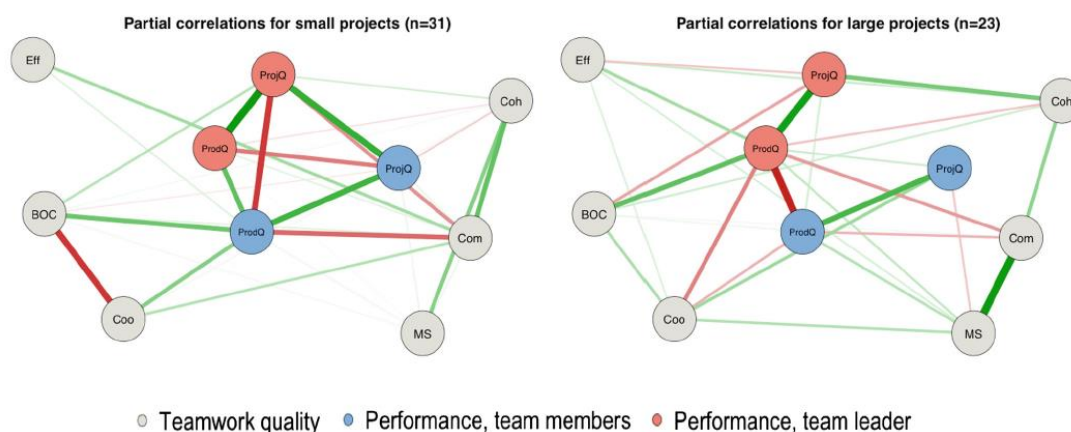 Partial correlations for small projects (n=31)
Eff
ProjQ
Coh
ProdQ
ProjQ
BOC
ProdQ
Com
Coo
MS
Partial correlations for large projects (n=23)
Eff
ProjQ
Coh
ProdQ
ProjQ
BOC
ProdQ
Com
Coo
MS
Teamwork quality
Performance, team members
Performance, team leader